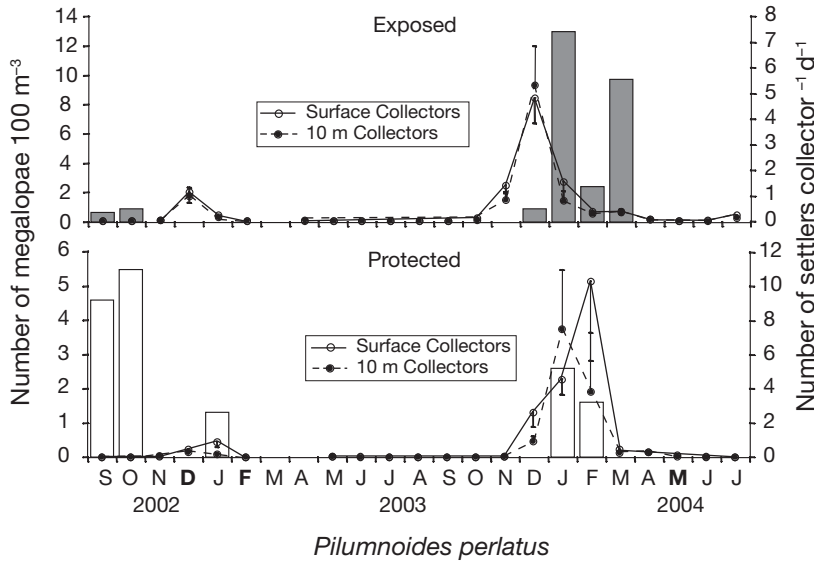 Exposed
Number of megalopae 100 m⁻³
Number of settlers collector ⁻¹ d⁻¹
14
12
10
8
6
4
2
0
8
7
6
5
4
3
2
1
0
Surface Collectors
10 m Collectors
Protected
6
5
4
3
2
1
0
12
10
8
6
4
2
0
Surface Collectors
10 m Collectors
S O N D J F M A M J J A S O N D J F M A M J J
2002 2003 2004
Pilumnoides perlatus